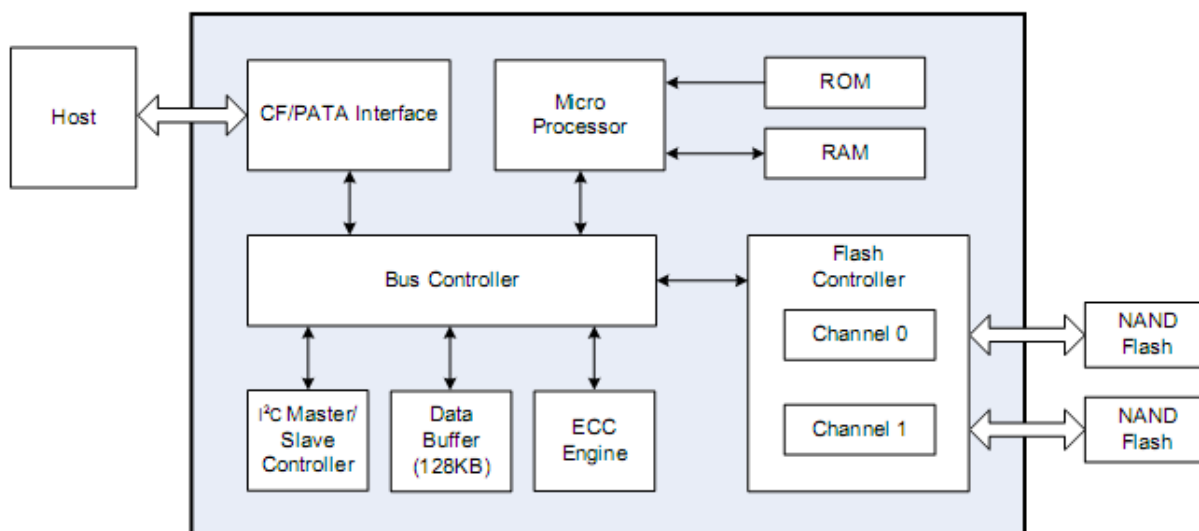 Host
CF/PATA Interface
Micro
Processor
ROM
RAM
Bus Controller
Flash
Controller
Channel 0
Channel 1
NAND
Flash
NAND
Flash
I²C Master/
Slave
Controller
Data
Buffer
(128KB)
ECC
Engine